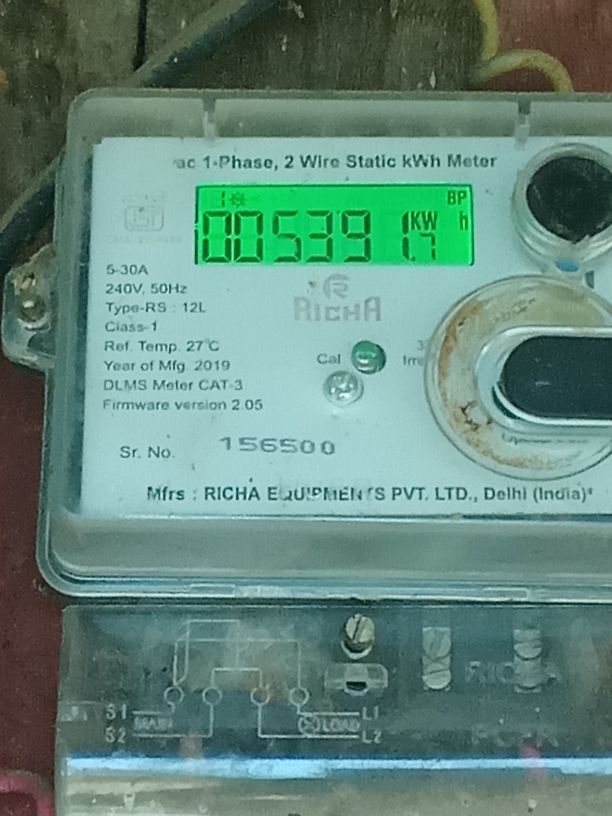 ac 1-Phase, 2 Wire Static kWh Meter
BP
KW h
5-30A
240V, 50Hz
Type-RS : 12L
Class-1
Ref. Temp. 27°C
Year of Mfg. 2019
DLMS Meter CAT-3
Firmware version 2.05
R
RICHA
Cal
Sr. No. 156500
Mfrs : RICHA EQUIPMENTS PVT. LTD., Delhi (India)
RICHA
S1 MAIN LOAD L1
S2 L2